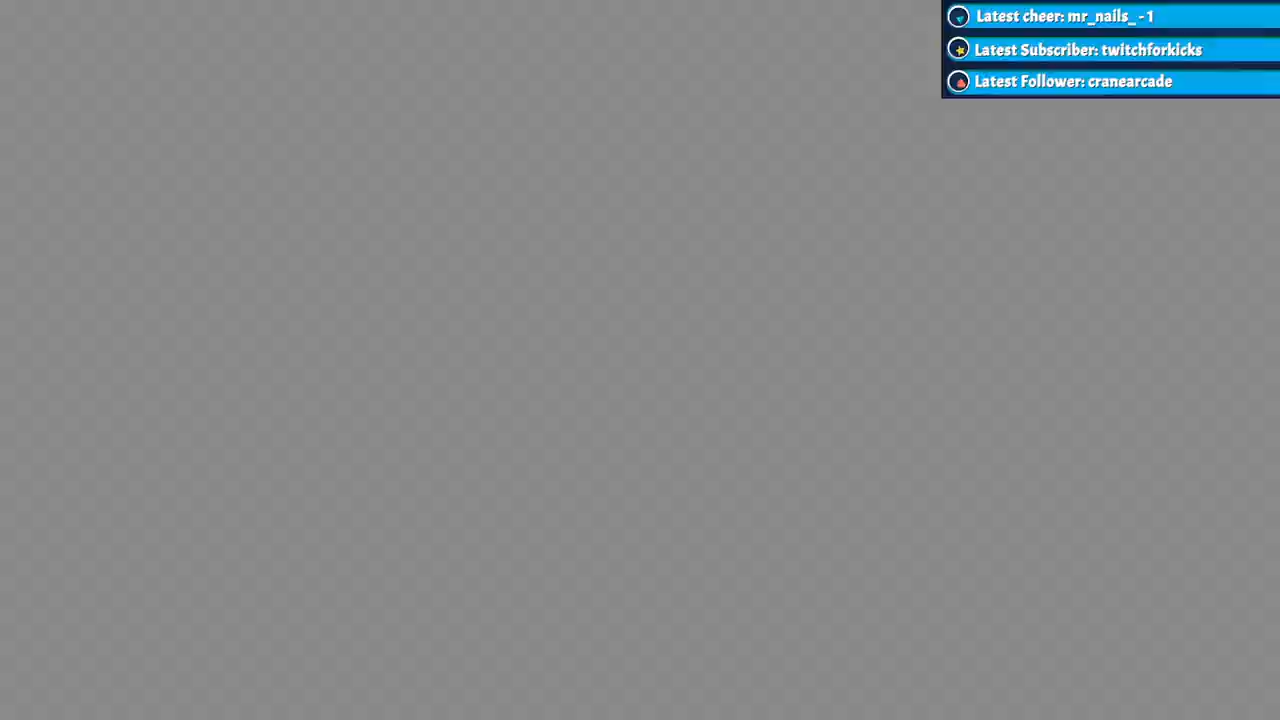 Latest cheer: mr_nails_ - 1
Latest Subscriber: twitchforkicks
Latest Follower: cranearcade